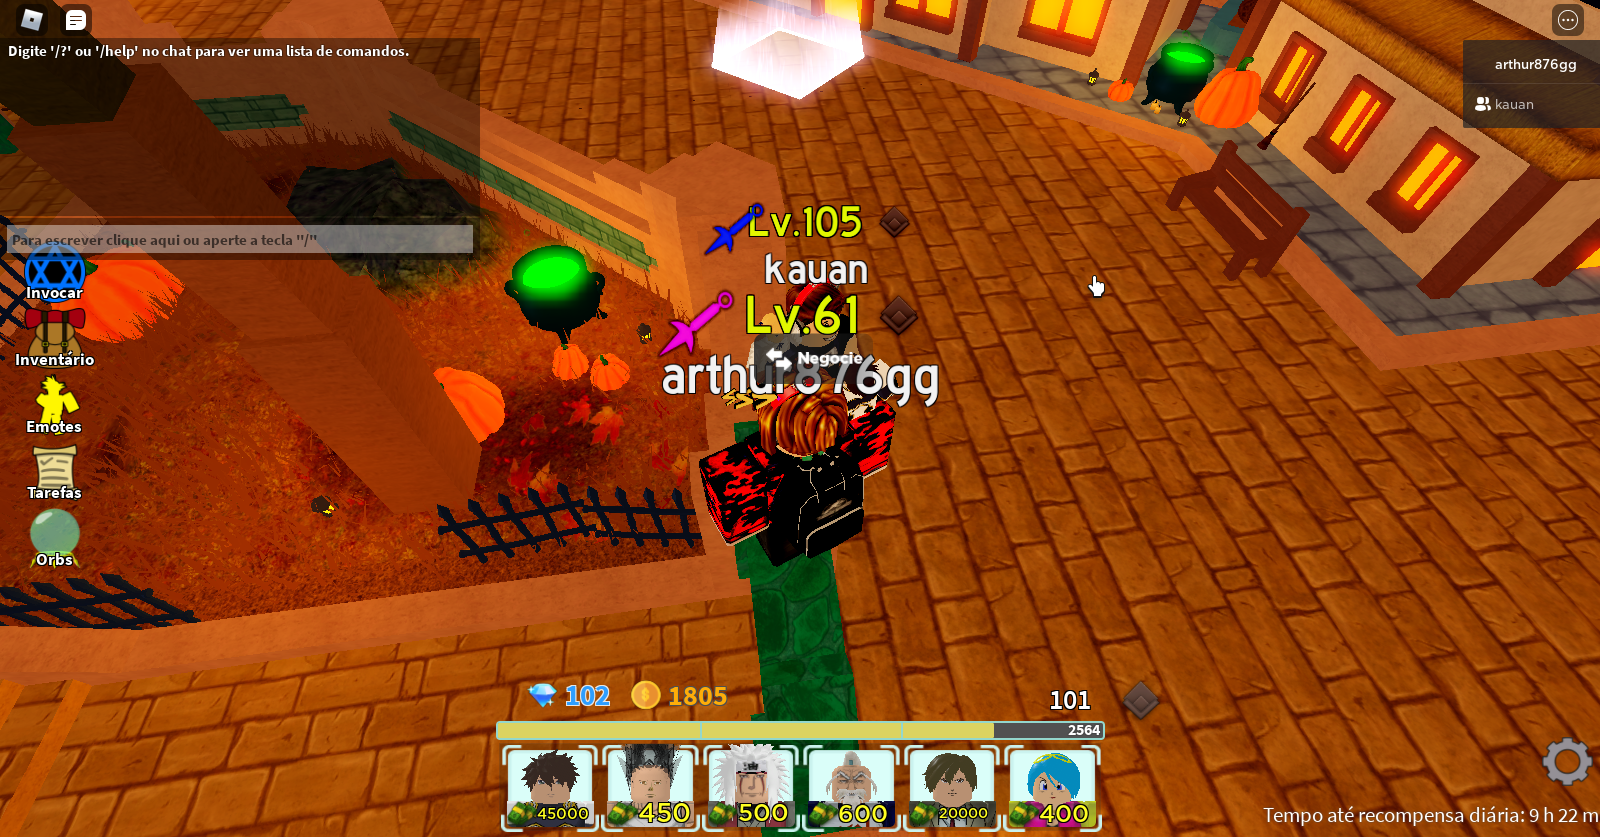 Digite '/?' ou '/help' no chat para ver uma lista de comandos.
arthur876gg
kauan
Para escrever clique aqui ou aperte a tecla "/"
Invocar
Inventário
Emotes
Tarefas
Orbs
Lv.105
kauan
Lv.61
Negocie
arthur876gg
102
1805
101
2564
45000
450
500
600
20000
400
Tempo até recompensa diária: 9 h 22 m